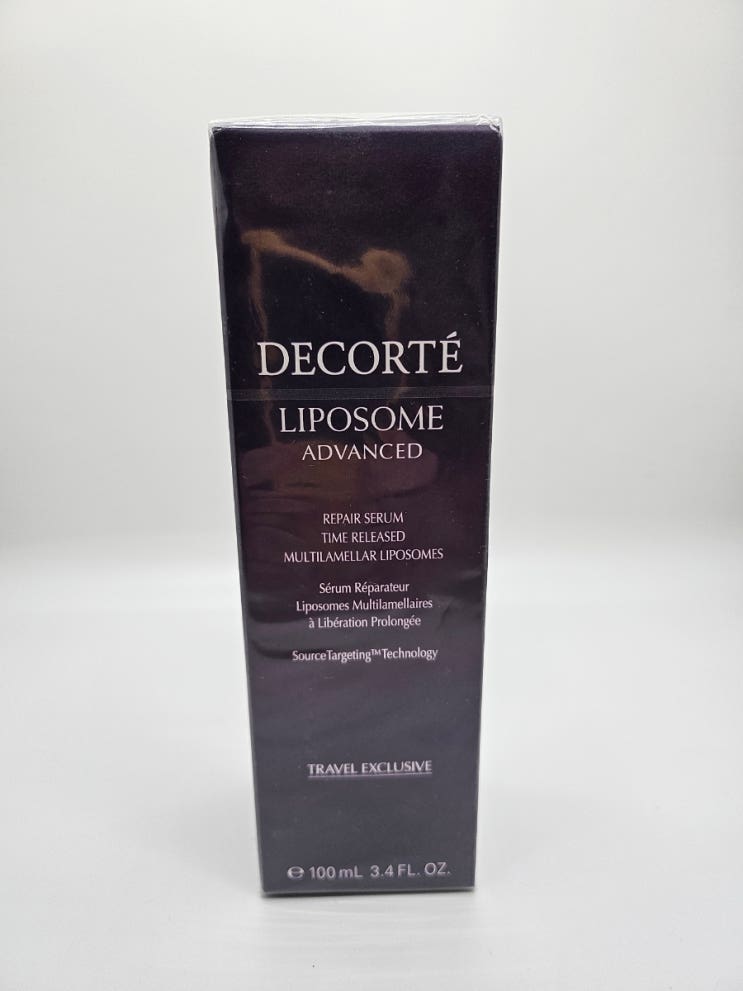 DECORTÉ
LIPOSOME
ADVANCED
REPAIR SERUM
TIME RELEASED
MULTILAMELLAR LIPOSOMES
Sérum Réparateur
Liposomes Multilamellaires
à Libération Prolongée
SourceTargeting™Technology
TRAVEL EXCLUSIVE
℮ 100 mL 3.4 FL. OZ.